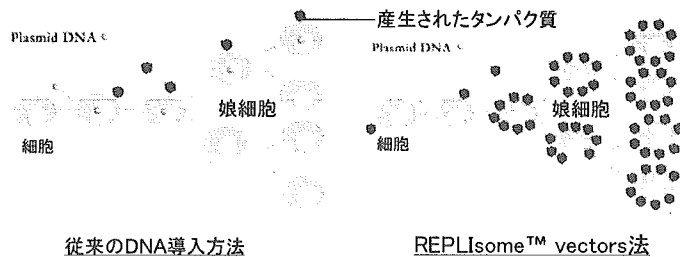 産生されたタンパク質
Plasmid DNA
娘細胞
細胞
従来のDNA導入方法
Plasmid DNA
娘細胞
細胞
REPLIsome™ vectors法